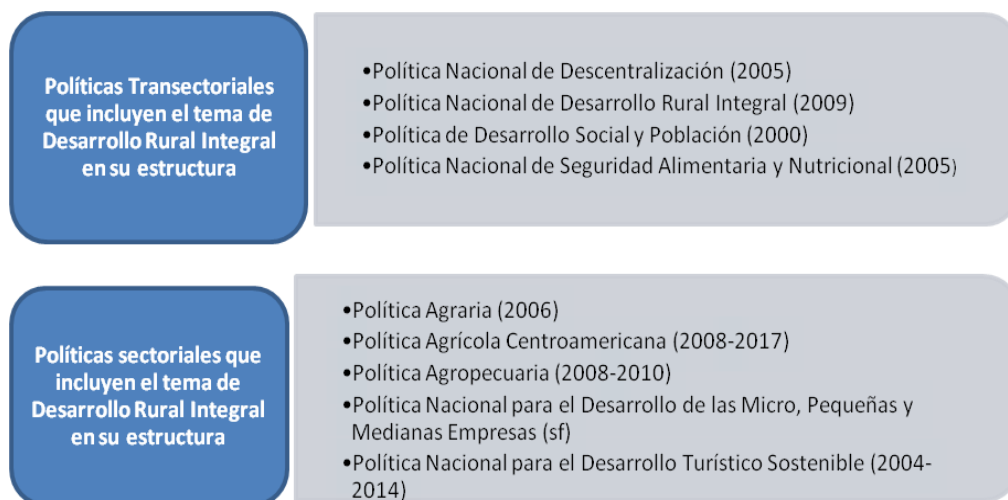 Políticas Transectoriales
que incluyen el tema de
Desarrollo Rural Integral
en su estructura
•Política Nacional de Descentralización (2005)
•Política Nacional de Desarrollo Rural Integral (2009)
•Política de Desarrollo Social y Población (2000)
•Política Nacional de Seguridad Alimentaria y Nutricional (2005)
Políticas sectoriales que
incluyen el tema de
Desarrollo Rural Integral
en su estructura
•Política Agraria (2006)
•Política Agrícola Centroamericana (2008-2017)
•Política Agropecuaria (2008-2010)
•Política Nacional para el Desarrollo de las Micro, Pequeñas y
Medianas Empresas (sf)
•Política Nacional para el Desarrollo Turístico Sostenible (2004-
2014)